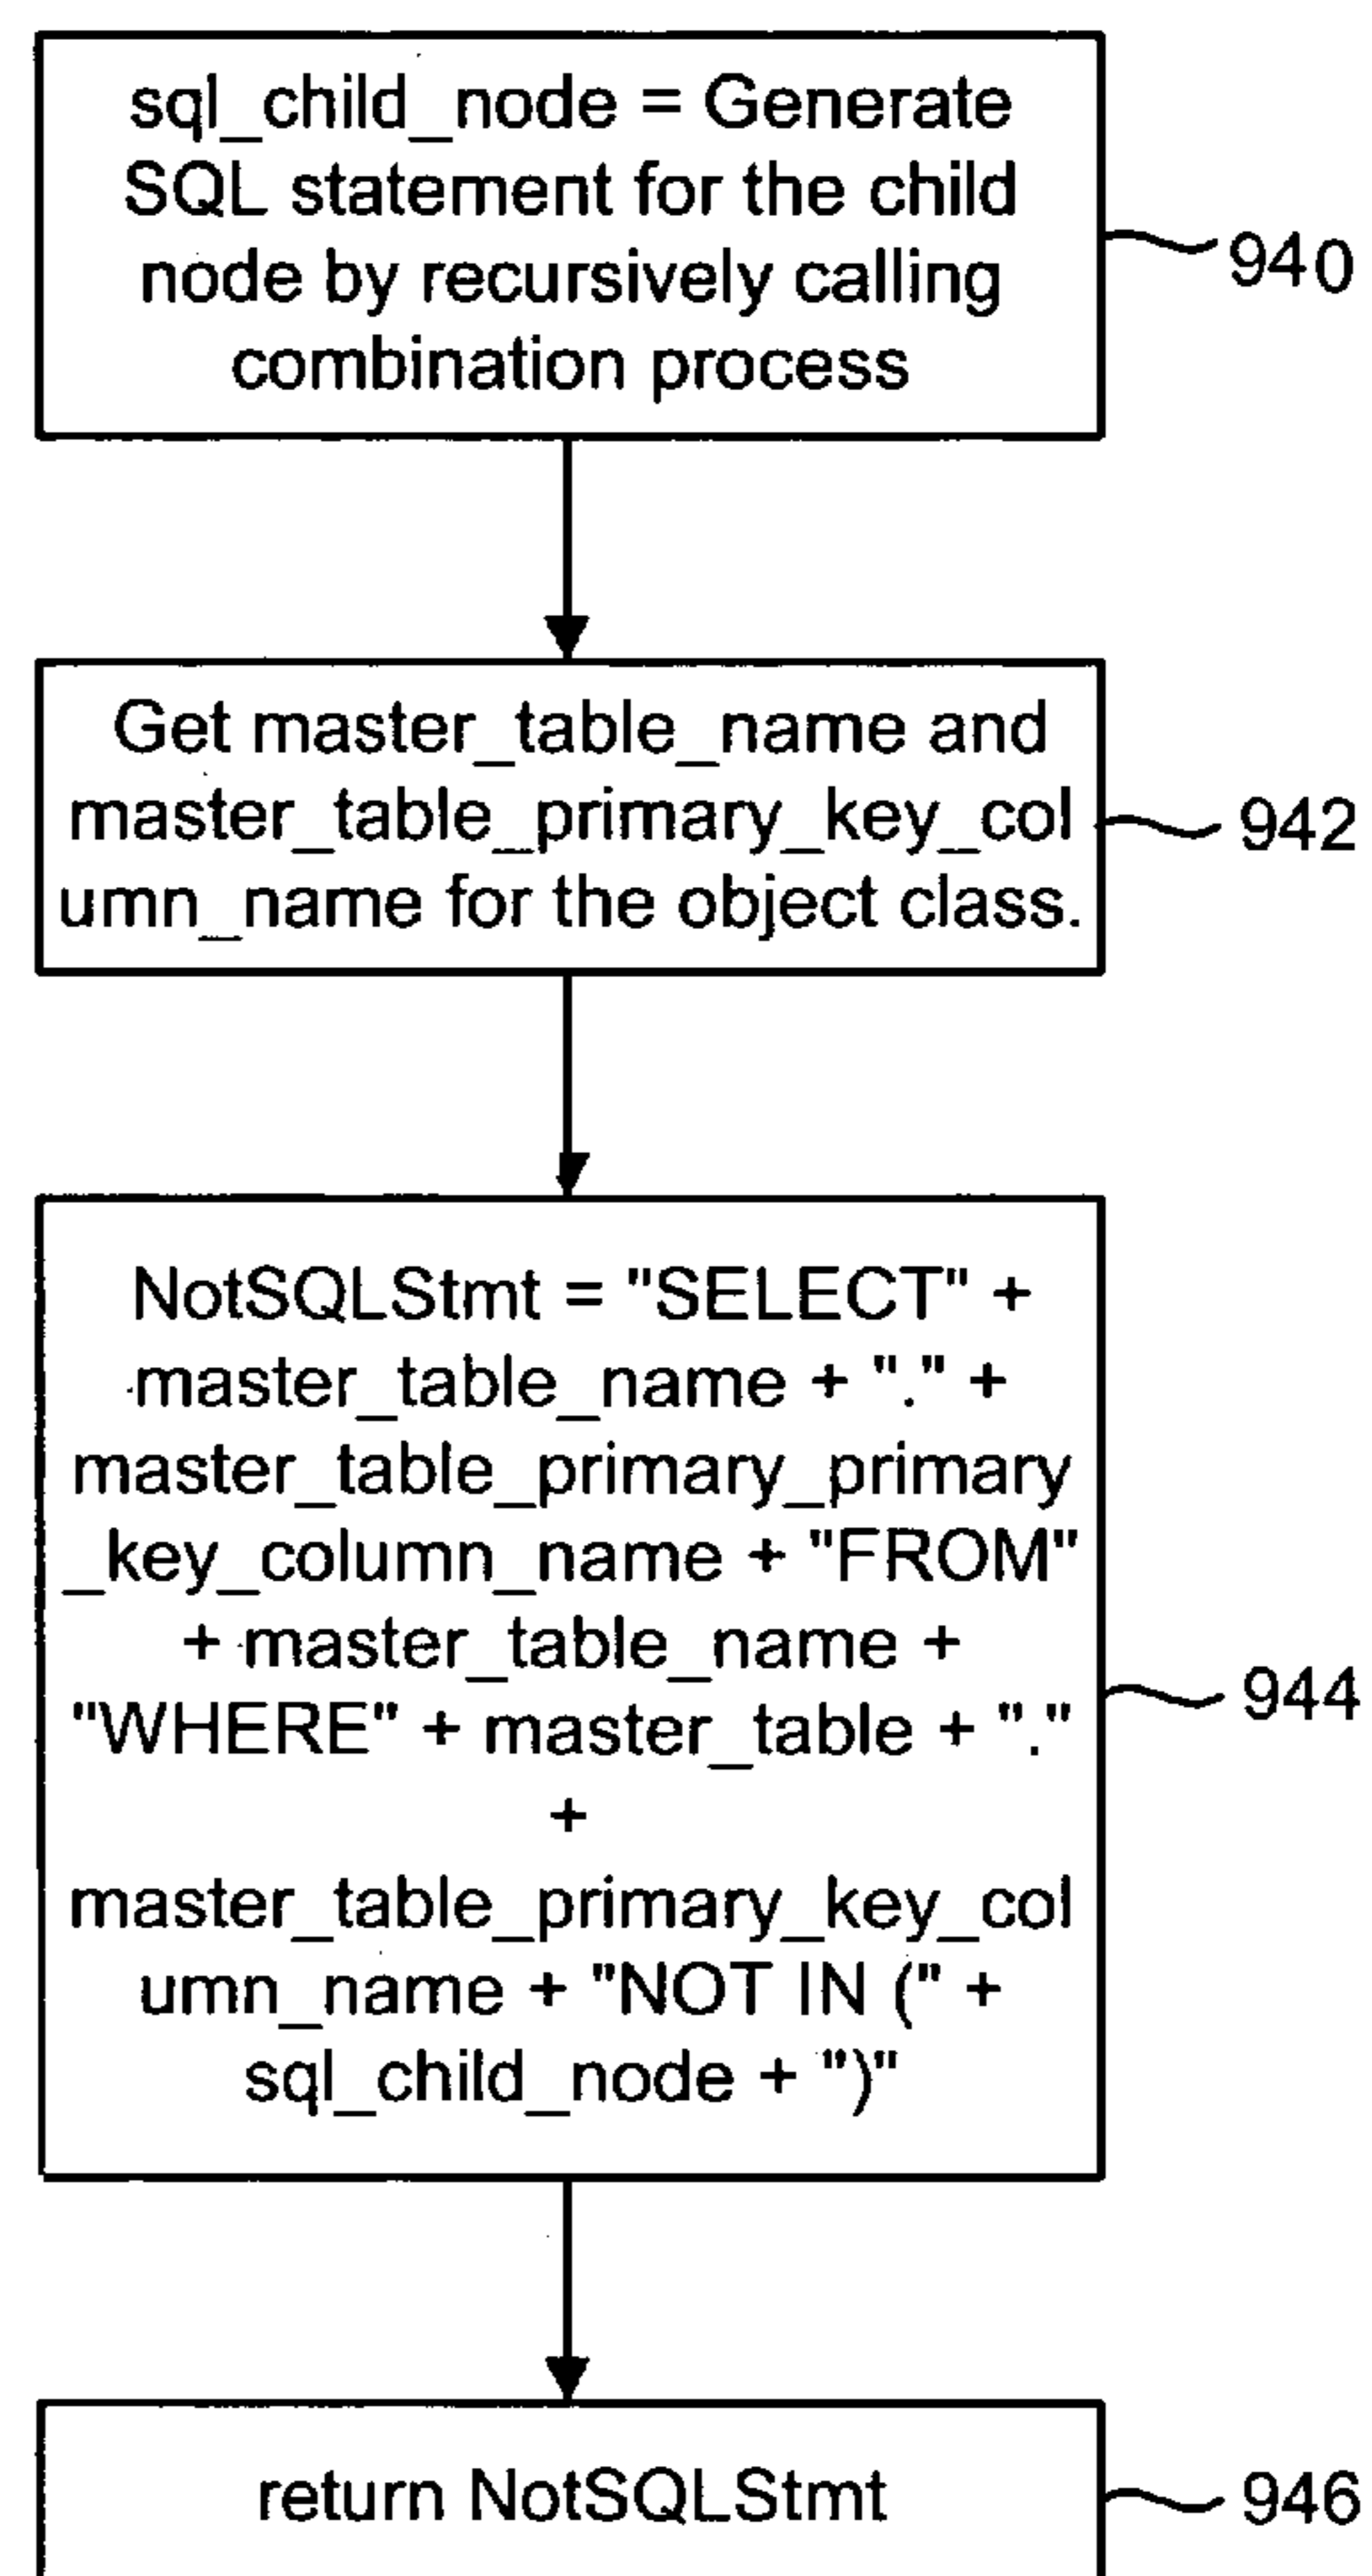 sql_child_node = Generate
SQL statement for the child
node by recursively calling
combination process
940
Get master_table_name and
master_table_primary_key_col
umn_name for the object class.
942
NotSQLStmt = "SELECT" +
master_table_name + "." +
master_table_primary_primary
_key_column_name + "FROM"
+ master_table_name +
"WHERE" + master_table + "."
+
master_table_primary_key_col
umn_name + "NOT IN (" +
sql_child_node + ")"
944
return NotSQLStmt
946